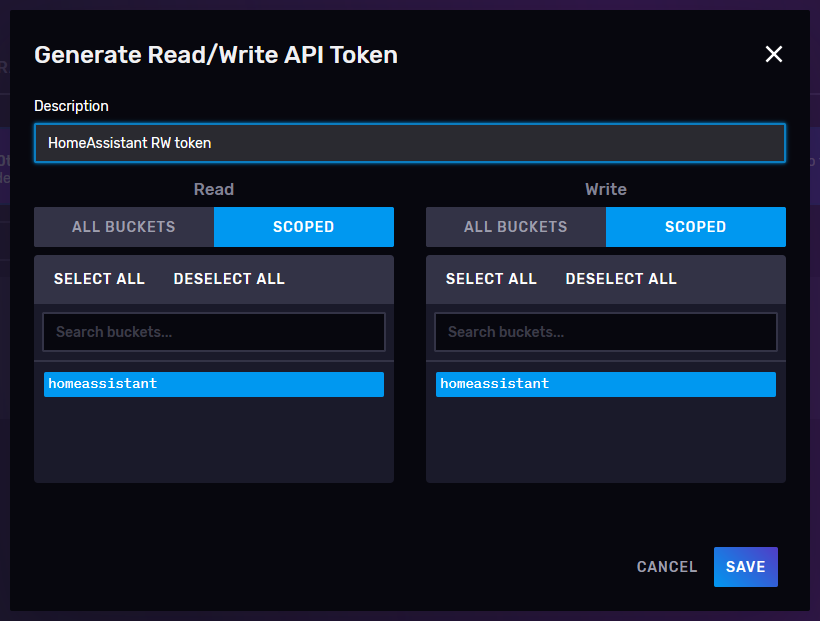 Generate Read/Write API Token
Description
HomeAssistant RW token
Read
Write
ALL BUCKETS
SCOPED
ALL BUCKETS
SCOPED
SELECT ALL
DESELECT ALL
SELECT ALL
DESELECT ALL
Search buckets...
Search buckets...
homeassistant
homeassistant
CANCEL
SAVE